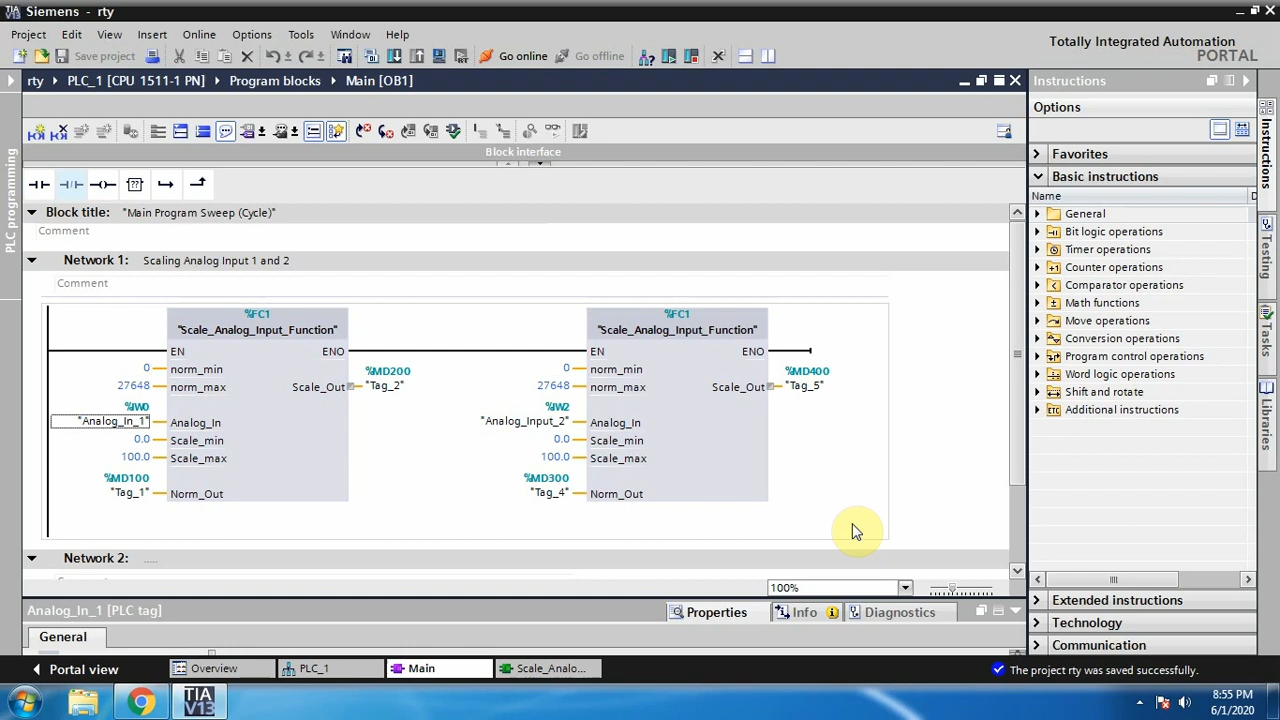 TIA
V13
Siemens - rty
Project Edit View Insert Online Options Tools Window Help
Totally Integrated Automation
PORTAL
Save project
Go online
Go offline
rty PLC_1 [CPU 1511-1 PN] Program blocks Main [OB1]
Instructions
Options
Block interface
Favorites
Basic instructions
Name
D
General
Bit logic operations
Timer operations
Counter operations
Comparator operations
Math functions
Move operations
Conversion operations
Program control operations
Word logic operations
Shift and rotate
Additional instructions
Extended instructions
Technology
Communication
PLC programming
Instructions
Testing
Tasks
Libraries
??
Block title: "Main Program Sweep (Cycle)"
Comment
Network 1: Scaling Analog Input 1 and 2
Comment
%FC1
"Scale_Analog_Input_Function"
EN
ENO
0
norm_min
27648
norm_max
%MD200
"Tag_2"
Scale_Out
%IW0
"Analog_In_1"
Analog_In
0.0
Scale_min
100.0
Scale_max
%MD100
"Tag_1"
Norm_Out
%FC1
"Scale_Analog_Input_Function"
EN
ENO
0
norm_min
27648
norm_max
%MD400
"Tag_5"
Scale_Out
%IW2
"Analog_Input_2"
Analog_In
0.0
Scale_min
100.0
Scale_max
%MD300
"Tag_4"
Norm_Out
Network 2: .....
100%
Analog_In_1 [PLC tag]
Properties
Info
Diagnostics
General
Portal view
Overview
PLC_1
Main
Scale_Analo...
The project rty was saved successfully.
TIA
V13
8:55 PM
6/1/2020